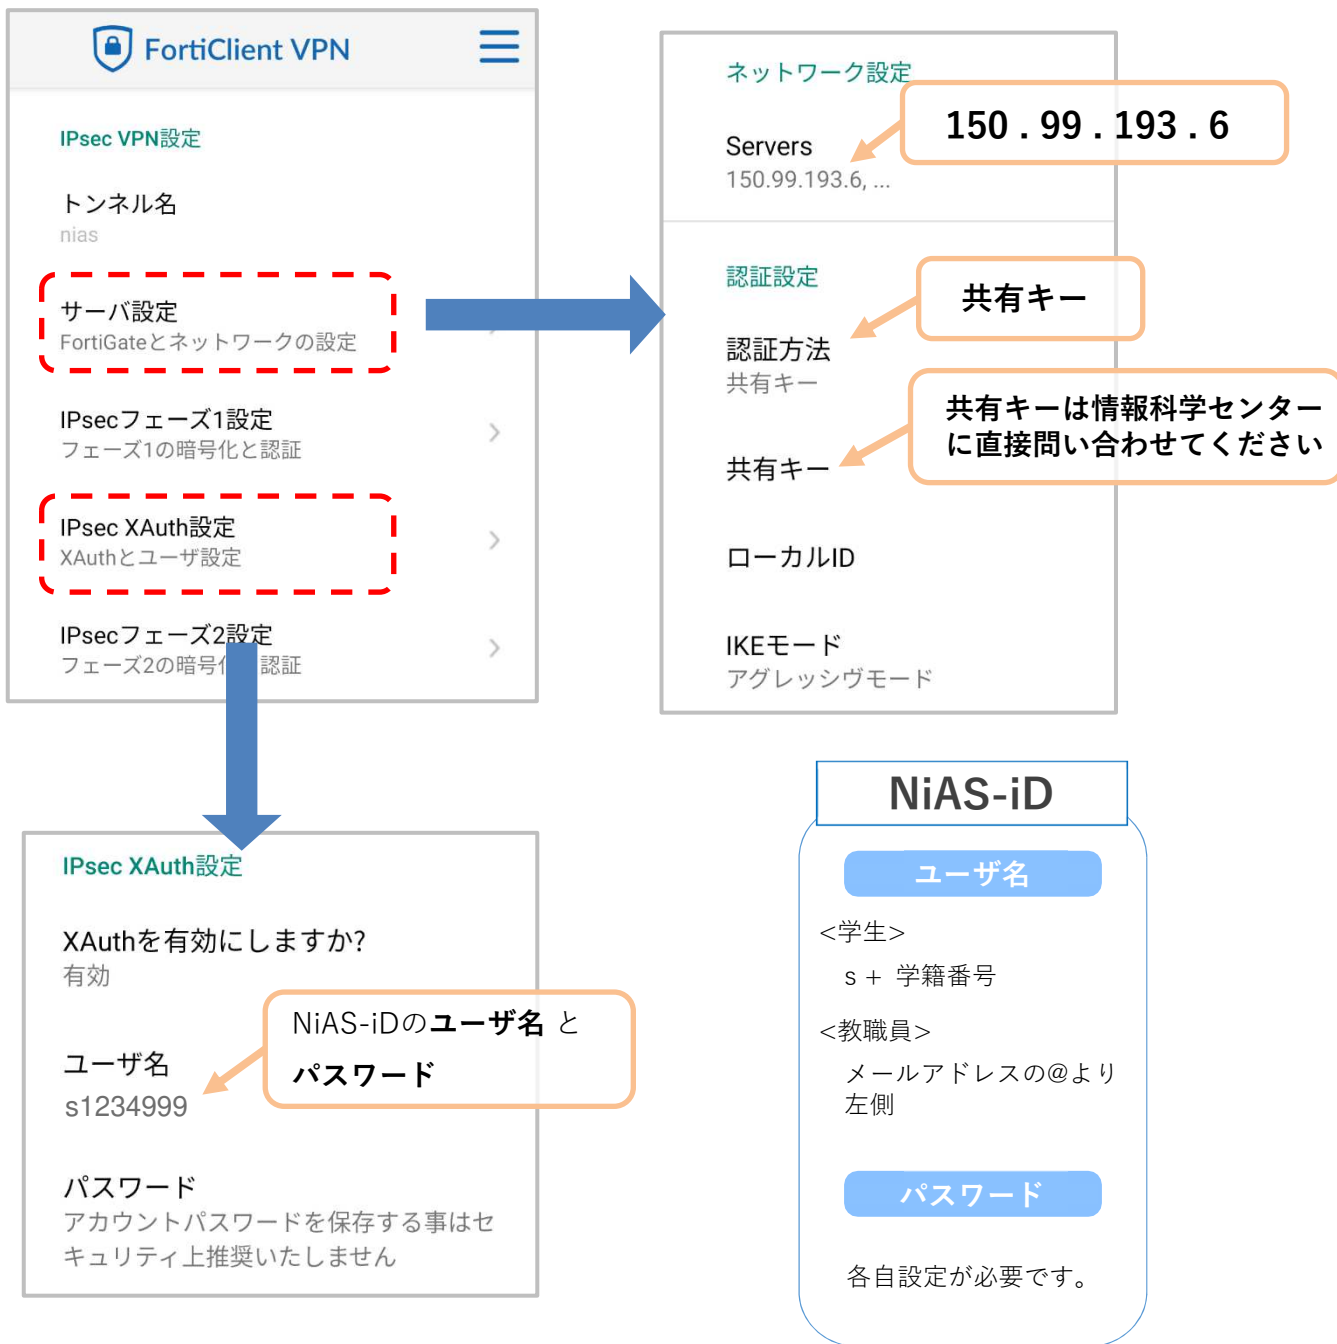 FortiClient VPN
IPsec VPN設定
トンネル名
nias
サーバ設定
FortiGateとネットワークの設定
IPsecフェーズ1設定
フェーズ1の暗号化と認証
IPsec XAuth設定
XAuthとユーザ設定
IPsecフェーズ2設定
フェーズ2の暗号化 認証
ネットワーク設定
150 . 99 . 193 . 6
Servers
150.99.193.6, ...
認証設定
共有キー
認証方法
共有キー
共有キーは情報科学センター
に直接問い合わせてください
共有キー
ローカルID
IKEモード
アグレッシヴモード
IPsec XAuth設定
XAuthを有効にしますか?
有効
NiAS-iDのユーザ名 と
パスワード
ユーザ名
s1234999
パスワード
アカウントパスワードを保存する事はセ
キュリティ上推奨いたしません
NiAS-iD
ユーザ名
<学生>
s + 学籍番号
<教職員>
メールアドレスの@より
左側
パスワード
各自設定が必要です。